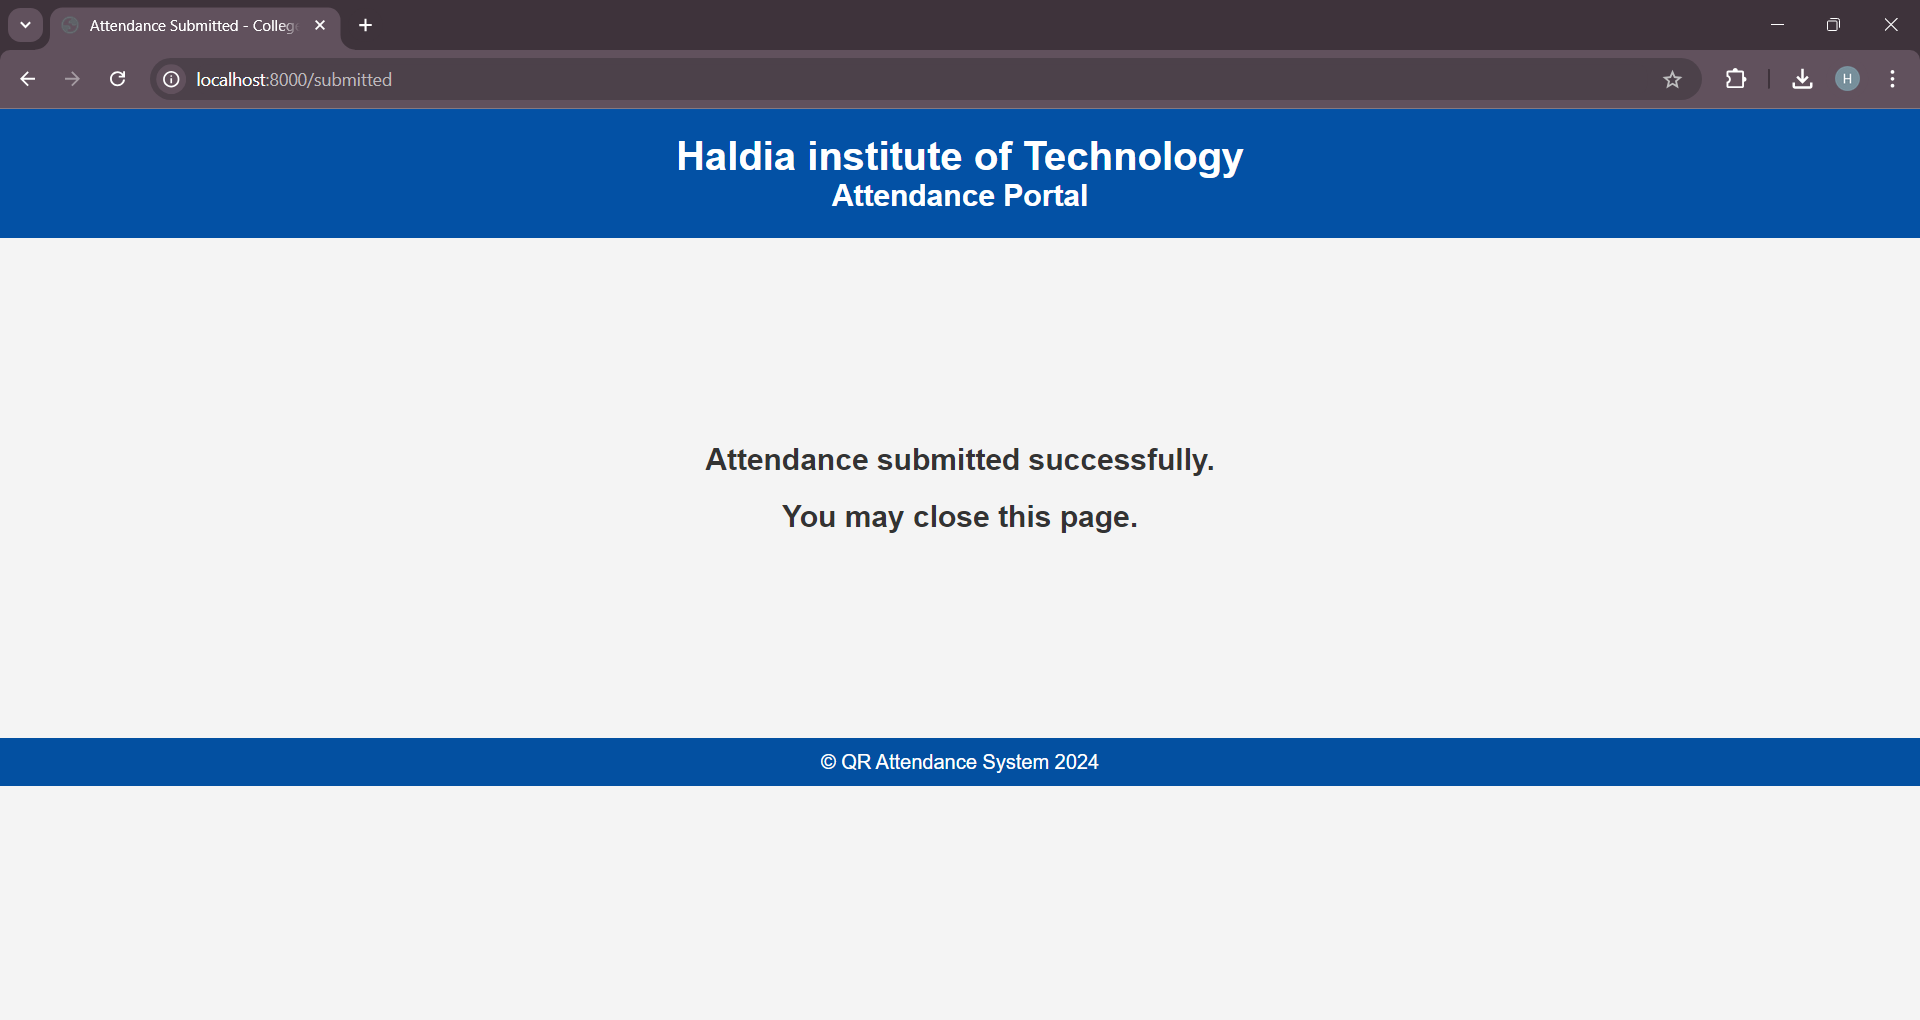 Attendance Submitted - Colleg
localhost:8000/submitted
H
Haldia institute of Technology
Attendance Portal
Attendance submitted successfully.
You may close this page.
© QR Attendance System 2024